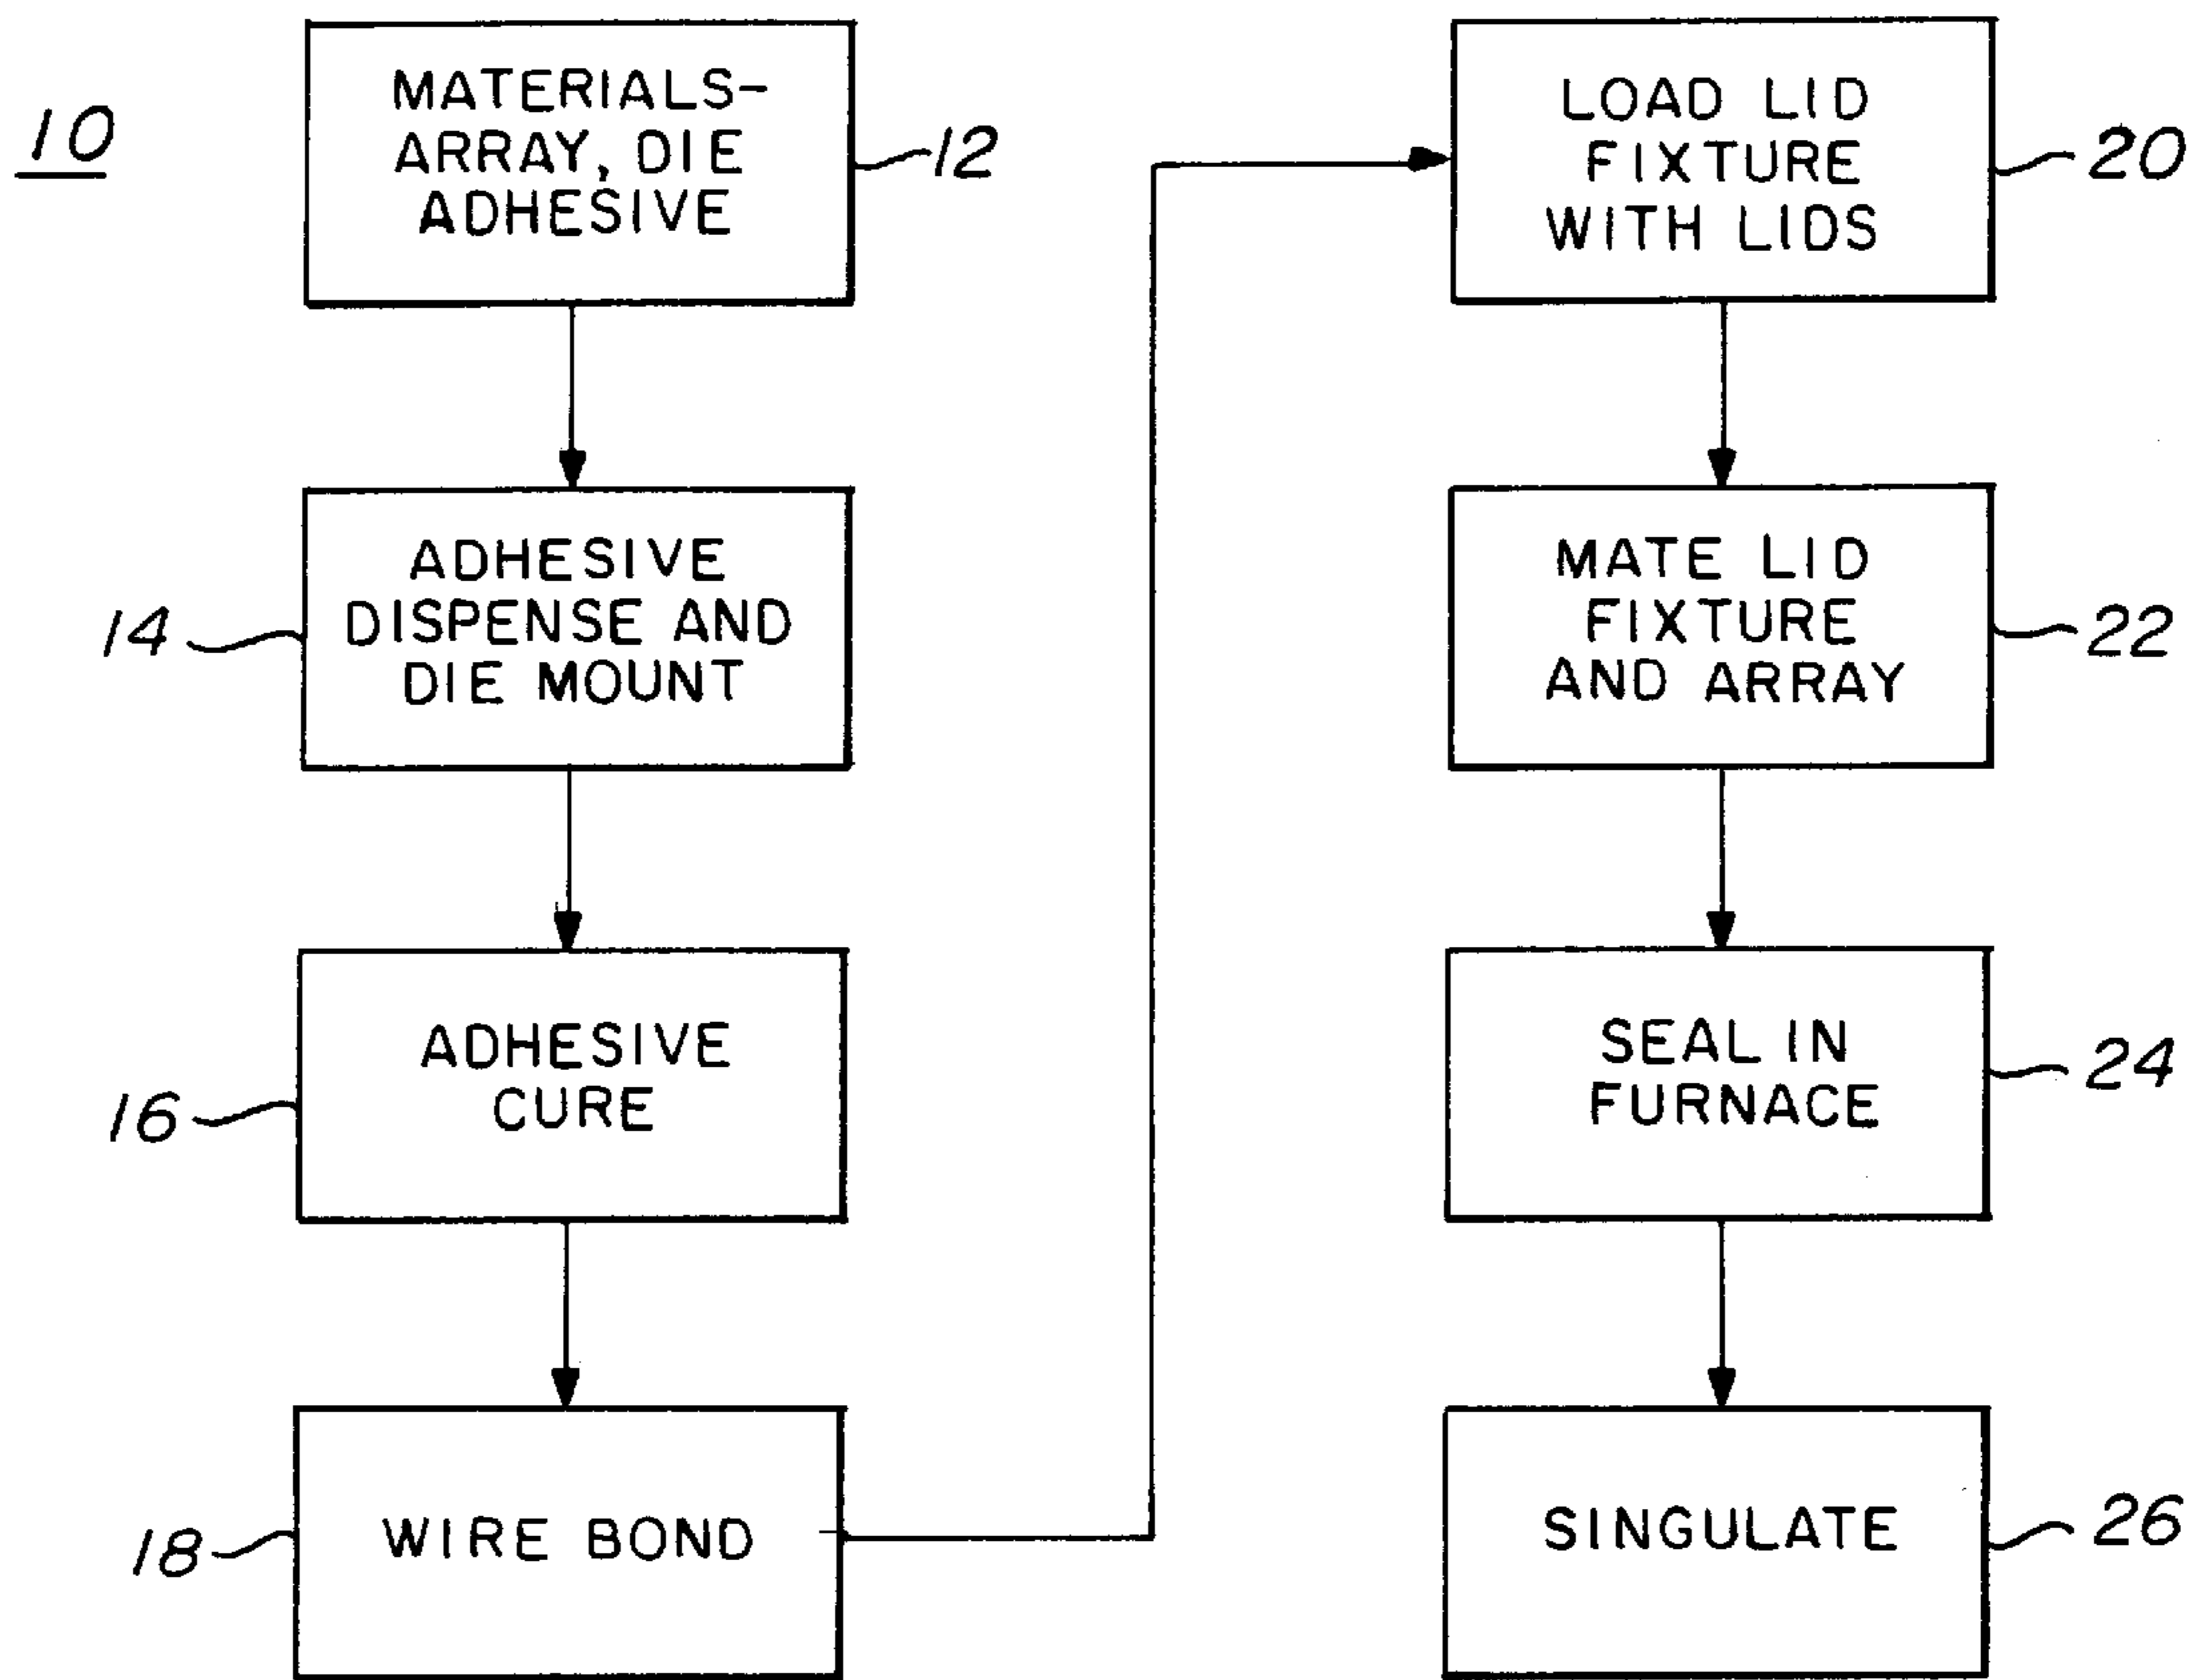 10
MATERIALS-
ARRAY, DIE
ADHESIVE
12
ADHESIVE
DISPENSE AND
DIE MOUNT
14
ADHESIVE
CURE
16
WIRE BOND
18
LOAD LID
FIXTURE
WITH LIDS
20
MATE LID
FIXTURE
AND ARRAY
22
SEAL IN
FURNACE
24
SINGULATE
26